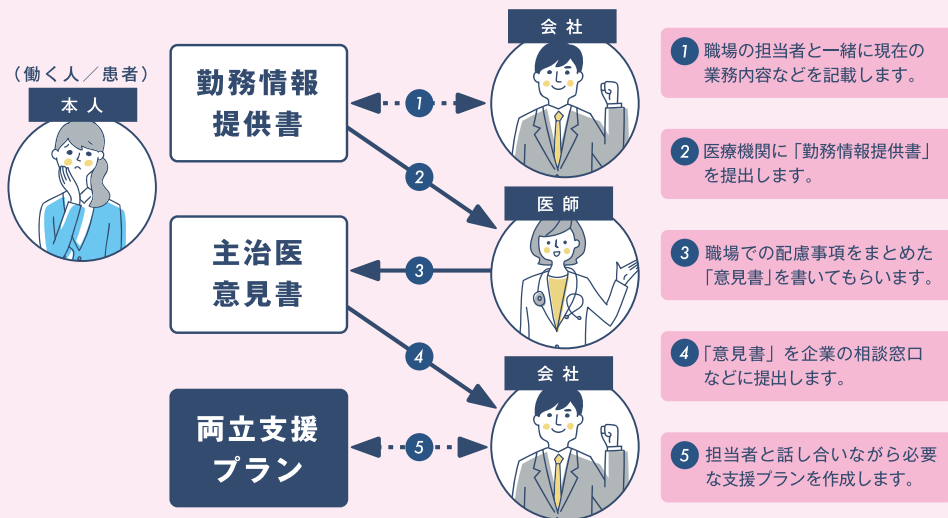 （働く人／患者）
本人
勤務情報
提供書
主治医
意見書
両立支援
プラン
会社
医師
会社
1
2
3
4
5
1 職場の担当者と一緒に現在の
業務内容などを記載します。
2 医療機関に「勤務情報提供書」
を提出します。
3 職場での配慮事項をまとめた
「意見書」を書いてもらいます。
4 「意見書」を企業の相談窓口
などに提出します。
5 担当者と話し合いながら必要
な支援プランを作成します。